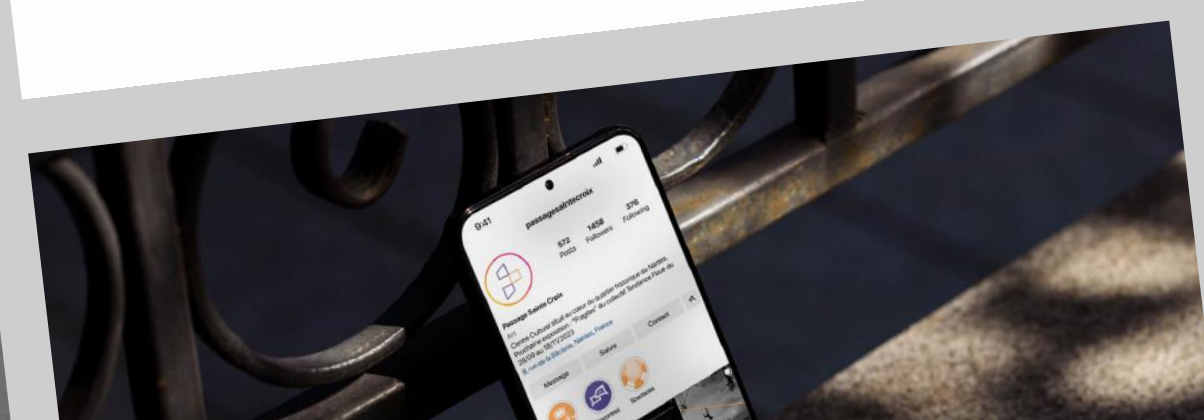 9:41
passagesaintecroix
572 1458 376
Posts Followers Following
Passage Sainte Croix
Art
Centre Culturel situé au cœur du quartier historique de Nantes.
Prochaine exposition : "Fragiles" du collectif Tendance Floue du
26/09 au 18/11/2023
9, rue de la Bâclerie, Nantes, France
Message Suivre Contact
Spectacles